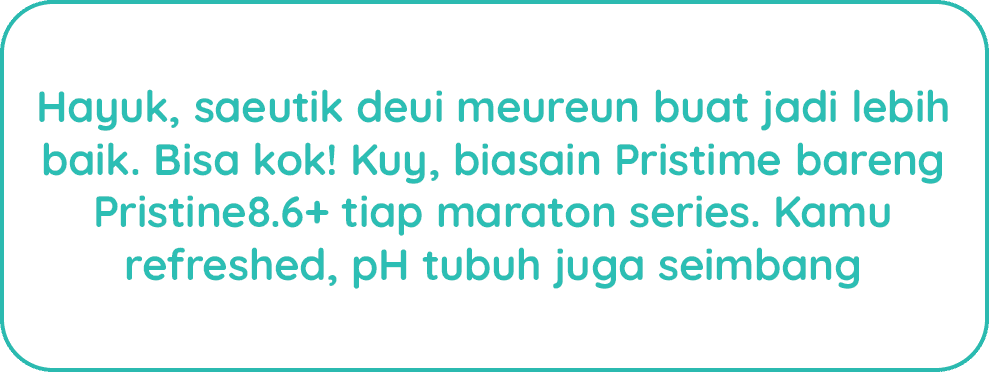 Hayuk, saeutik deui meureun buat jadi lebih
baik. Bisa kok! Kuy, biasain Pristime bareng
Pristine8.6+ tiap maraton series. Kamu
refreshed, pH tubuh juga seimbang